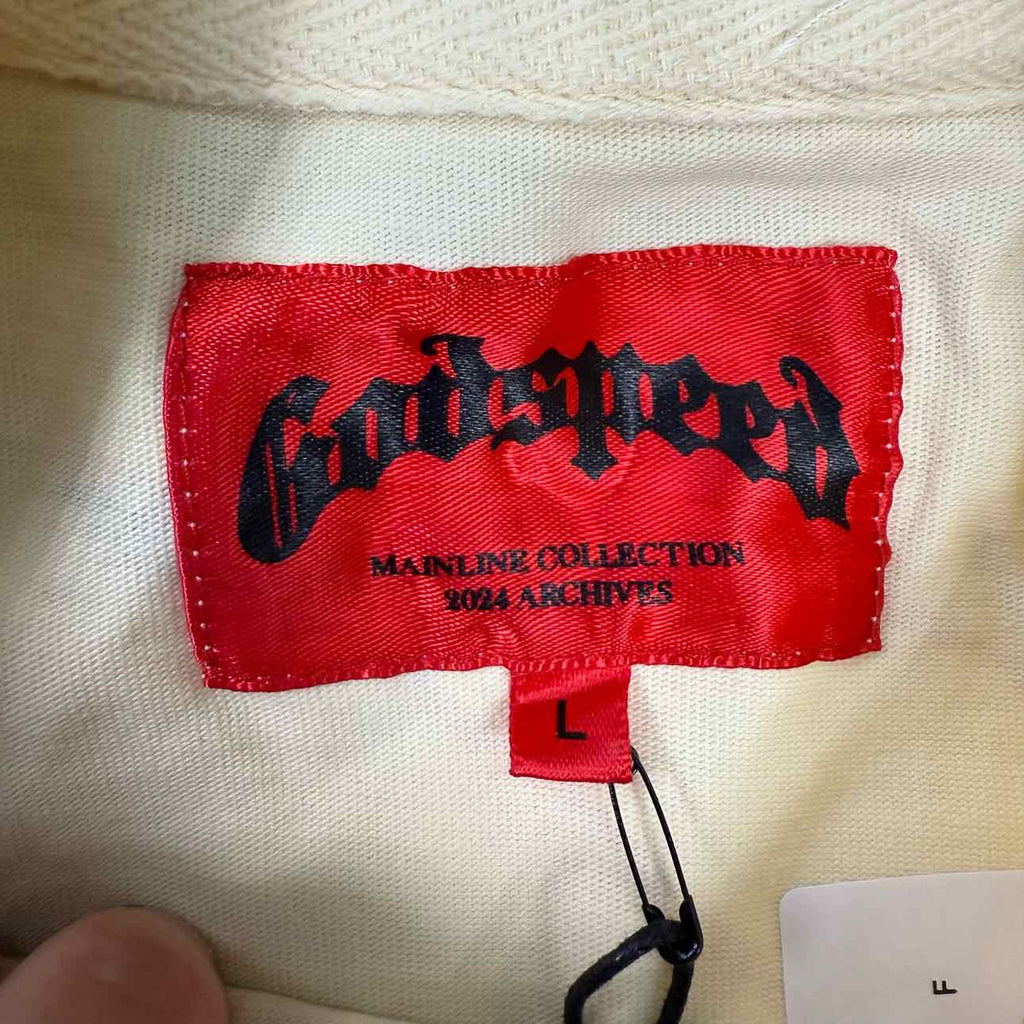 Godspeed
MAINLINE COLLECTION
2024 ARCHIVES
L
F